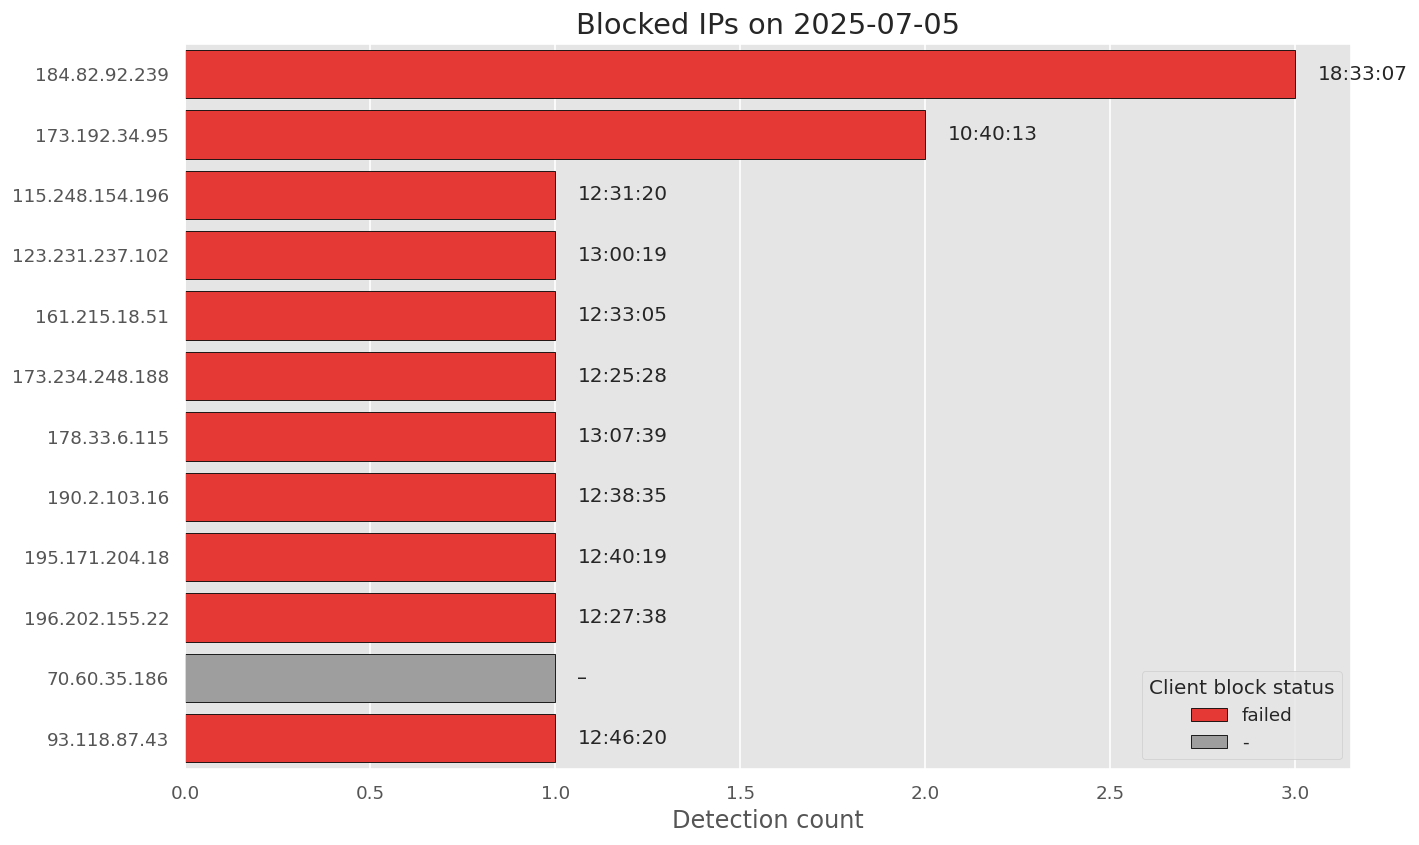 Blocked IPs on 2025-07-05
184.82.92.239 18:33:07
173.192.34.95 10:40:13
115.248.154.196 12:31:20
123.231.237.102 13:00:19
161.215.18.51 12:33:05
173.234.248.188 12:25:28
178.33.6.115 13:07:39
190.2.103.16 12:38:35
195.171.204.18 12:40:19
196.202.155.22 12:27:38
70.60.35.186 –
93.118.87.43 12:46:20
Client block status
failed
-
0.0 0.5 1.0 1.5 2.0 2.5 3.0
Detection count